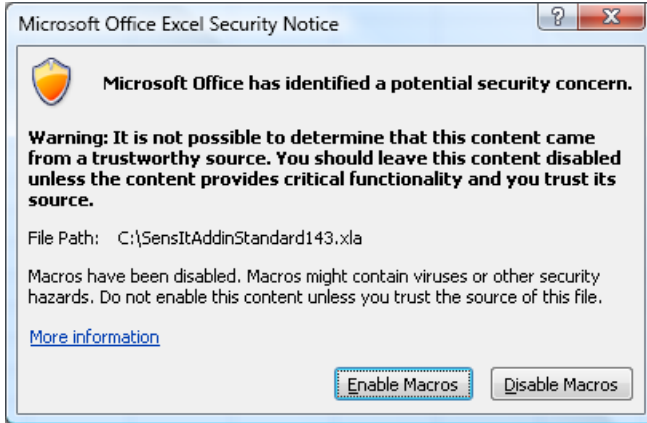 Microsoft Office Excel Security Notice
?
X
Microsoft Office has identified a potential security concern.
Warning: It is not possible to determine that this content came
from a trustworthy source. You should leave this content disabled
unless the content provides critical functionality and you trust its
source.
File Path: C:\SensItAddinStandard143.xla
Macros have been disabled. Macros might contain viruses or other security
hazards. Do not enable this content unless you trust the source of this file.
More information
Enable Macros
Disable Macros